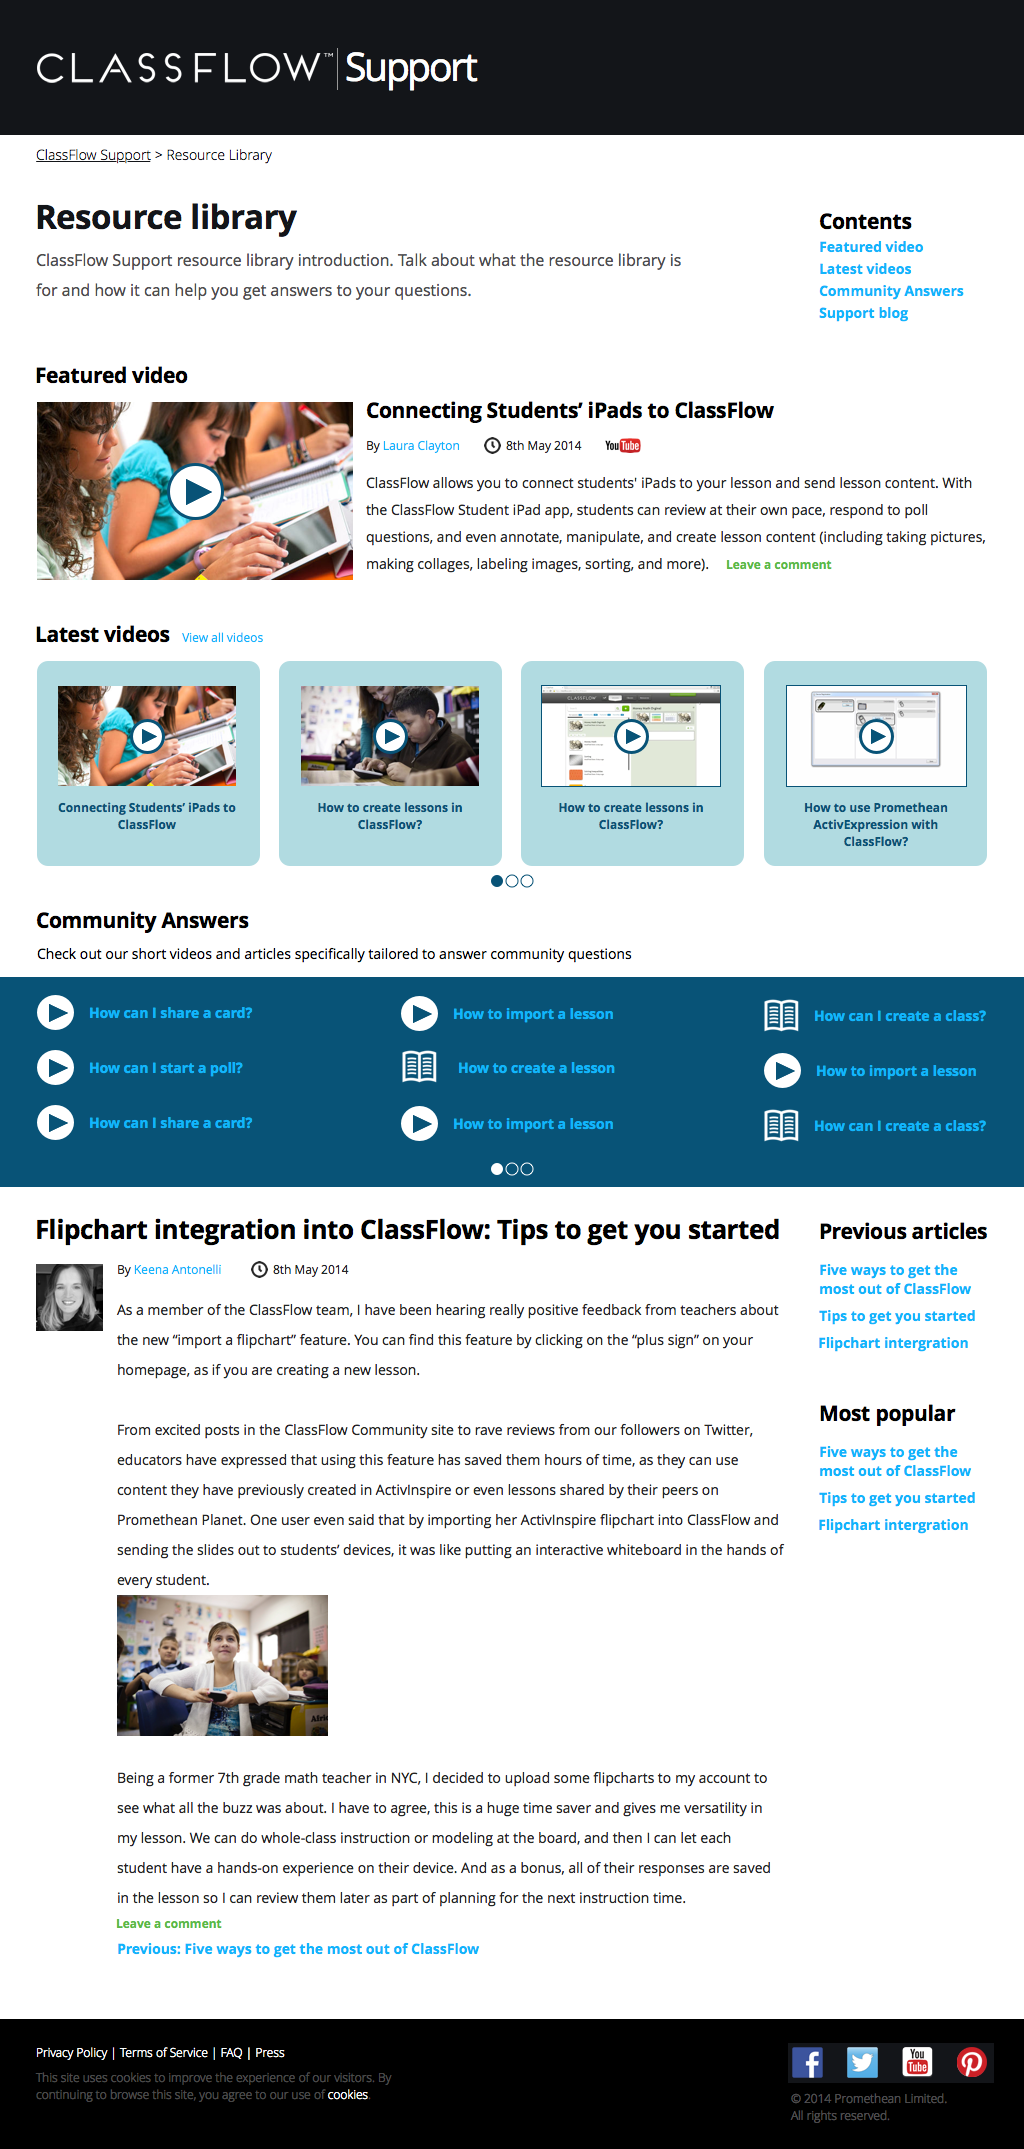 CLASSFLOW™ Support
ClassFlow Support > Resource Library
Resource library
ClassFlow Support resource library introduction. Talk about what the resource library is
for and how it can help you get answers to your questions.
Contents
Featured video
Latest videos
Community Answers
Support blog
Featured video
Connecting Students’ iPads to ClassFlow
By Laura Clayton 8th May 2014 YouTube
ClassFlow allows you to connect students' iPads to your lesson and send lesson content. With
the ClassFlow Student iPad app, students can review at their own pace, respond to poll
questions, and even annotate, manipulate, and create lesson content (including taking pictures,
making collages, labeling images, sorting, and more). Leave a comment
Latest videos View all videos
Connecting Students’ iPads to
ClassFlow
How to create lessons in
ClassFlow?
CLASSFLOW
How to create lessons in
ClassFlow?
How to use Promethean
ActivExpression with
ClassFlow?
Community Answers
Check out our short videos and articles specifically tailored to answer community questions
How can I share a card?
How to import a lesson
How can I create a class?
How can I start a poll?
How to create a lesson
How to import a lesson
How can I share a card?
How to import a lesson
How can I create a class?
Flipchart integration into ClassFlow: Tips to get you started
By Keena Antonelli 8th May 2014
As a member of the ClassFlow team, I have been hearing really positive feedback from teachers about
the new “import a flipchart” feature. You can find this feature by clicking on the “plus sign” on your
homepage, as if you are creating a new lesson.
From excited posts in the ClassFlow Community site to rave reviews from our followers on Twitter,
educators have expressed that using this feature has saved them hours of time, as they can use
content they have previously created in ActivInspire or even lessons shared by their peers on
Promethean Planet. One user even said that by importing her ActivInspire flipchart into ClassFlow and
sending the slides out to students’ devices, it was like putting an interactive whiteboard in the hands of
every student.
Being a former 7th grade math teacher in NYC, I decided to upload some flipcharts to my account to
see what all the buzz was about. I have to agree, this is a huge time saver and gives me versatility in
my lesson. We can do whole-class instruction or modeling at the board, and then I can let each
student have a hands-on experience on their device. And as a bonus, all of their responses are saved
in the lesson so I can review them later as part of planning for the next instruction time.
Leave a comment
Previous: Five ways to get the most out of ClassFlow
Previous articles
Five ways to get the
most out of ClassFlow
Tips to get you started
Flipchart intergration
Most popular
Five ways to get the
most out of ClassFlow
Tips to get you started
Flipchart intergration
Privacy Policy | Terms of Service | FAQ | Press
This site uses cookies to improve the experience of our visitors. By
continuing to browse this site, you agree to our use of cookies.
You Tube
© 2014 Promethean Limited.
All rights reserved.